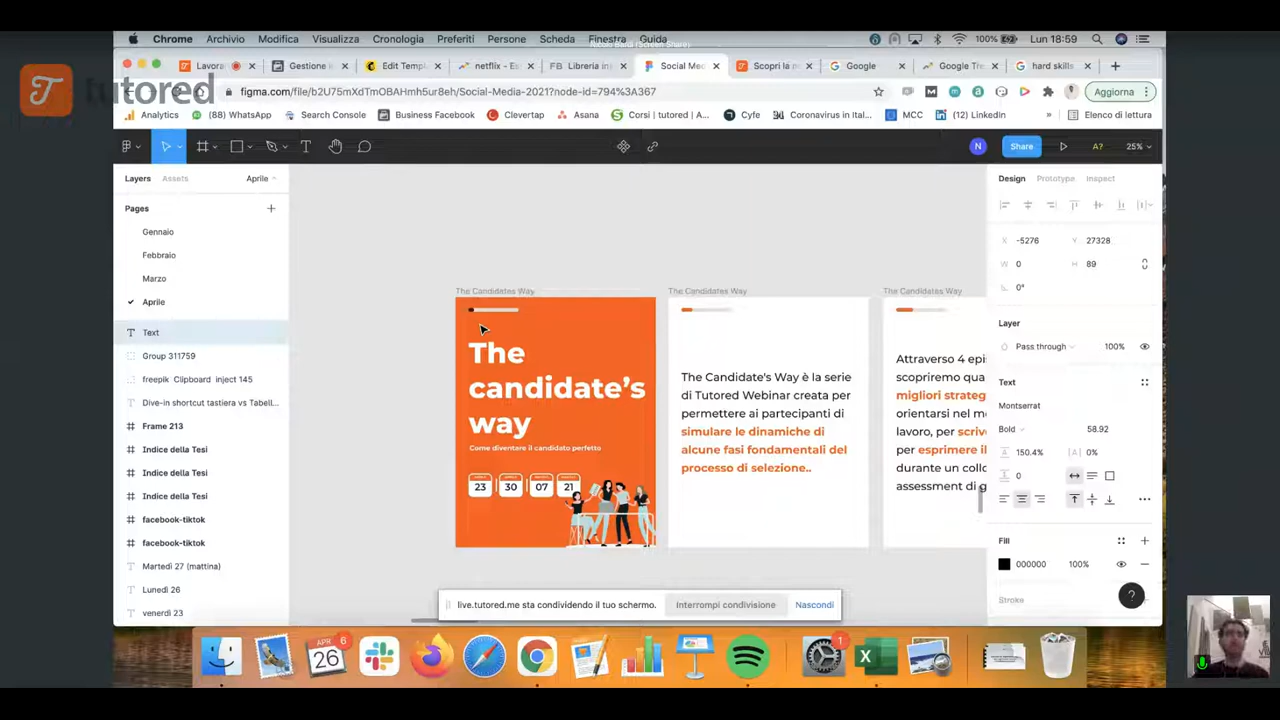 Chrome Archivio Modifica Visualizza Cronologia Preferiti Persone Scheda Finestra Guida 100% Lun 18:59
tutored
Lavora Gestione Edit Templ netflix - Es Libreria in Social Me Scopri la m Google Google Tre hard skills
figma.com/file/b2U75mXdTmOBAHmh5ur8eh/Social-Media-2021?node-id=794%3A367 Aggiorna
Analytics (88) WhatsApp Search Console Business Facebook Clevertap Asana Corsi | tutored | A... Cyfe Coronavirus in Ital... MCC (12) LinkedIn » Elenco di lettura
N Share A? 25%
Layers Assets Aprile
Pages
Gennaio
Febbraio
Marzo
Aprile
Text
Group 311759
freepik Clipboard inject 145
Dive-in shortcut tastiera vs Tabell...
Frame 213
Indice della Tesi
Indice della Tesi
Indice della Tesi
facebook-tiktok
facebook-tiktok
Martedì 27 (mattina)
Lunedì 26
venerdì 23
The Candidates Way
The
candidate's
way
Come diventare il candidato perfetto
23 30 07 21
The Candidates Way
The Candidate's Way è la serie
di Tutored Webinar creata per
permettere ai partecipanti di
simulare le dinamiche di
alcune fasi fondamentali del
processo di selezione..
The Candidates Way
Attraverso 4 epi
scopriremo qua
migliori strateg
orientarsi nel m
lavoro, per scriv
per esprimere il
durante un collo
assessment di g
Design Prototype Inspect
X -5276 Y 27328
W 0 H 89
0°
Layer
Pass through 100%
Text
Montserrat
Bold 58.92
150.4% |A| 0%
0
Fill
000000 100%
Stroke
?
live.tutored.me sta condividendo il tuo schermo. Interrompi condivisione Nascondi
APR
26
6
1